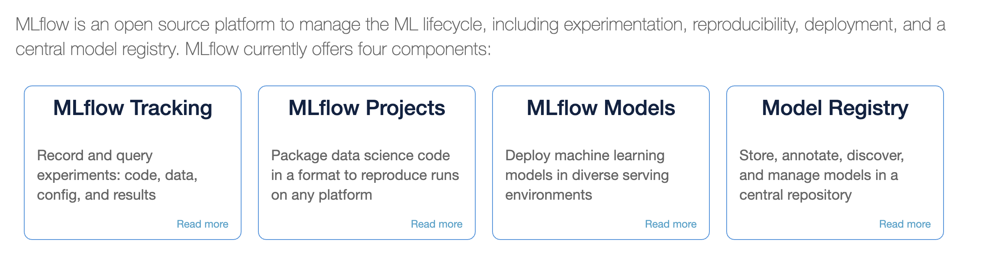 MLflow is an open source platform to manage the ML lifecycle, including experimentation, reproducibility, deployment, and a
central model registry. MLflow currently offers four components:
MLflow Tracking
Record and query
experiments: code, data,
config, and results
Read more
MLflow Projects
Package data science code
in a format to reproduce runs
on any platform
Read more
MLflow Models
Deploy machine learning
models in diverse serving
environments
Read more
Model Registry
Store, annotate, discover,
and manage models in a
central repository
Read more